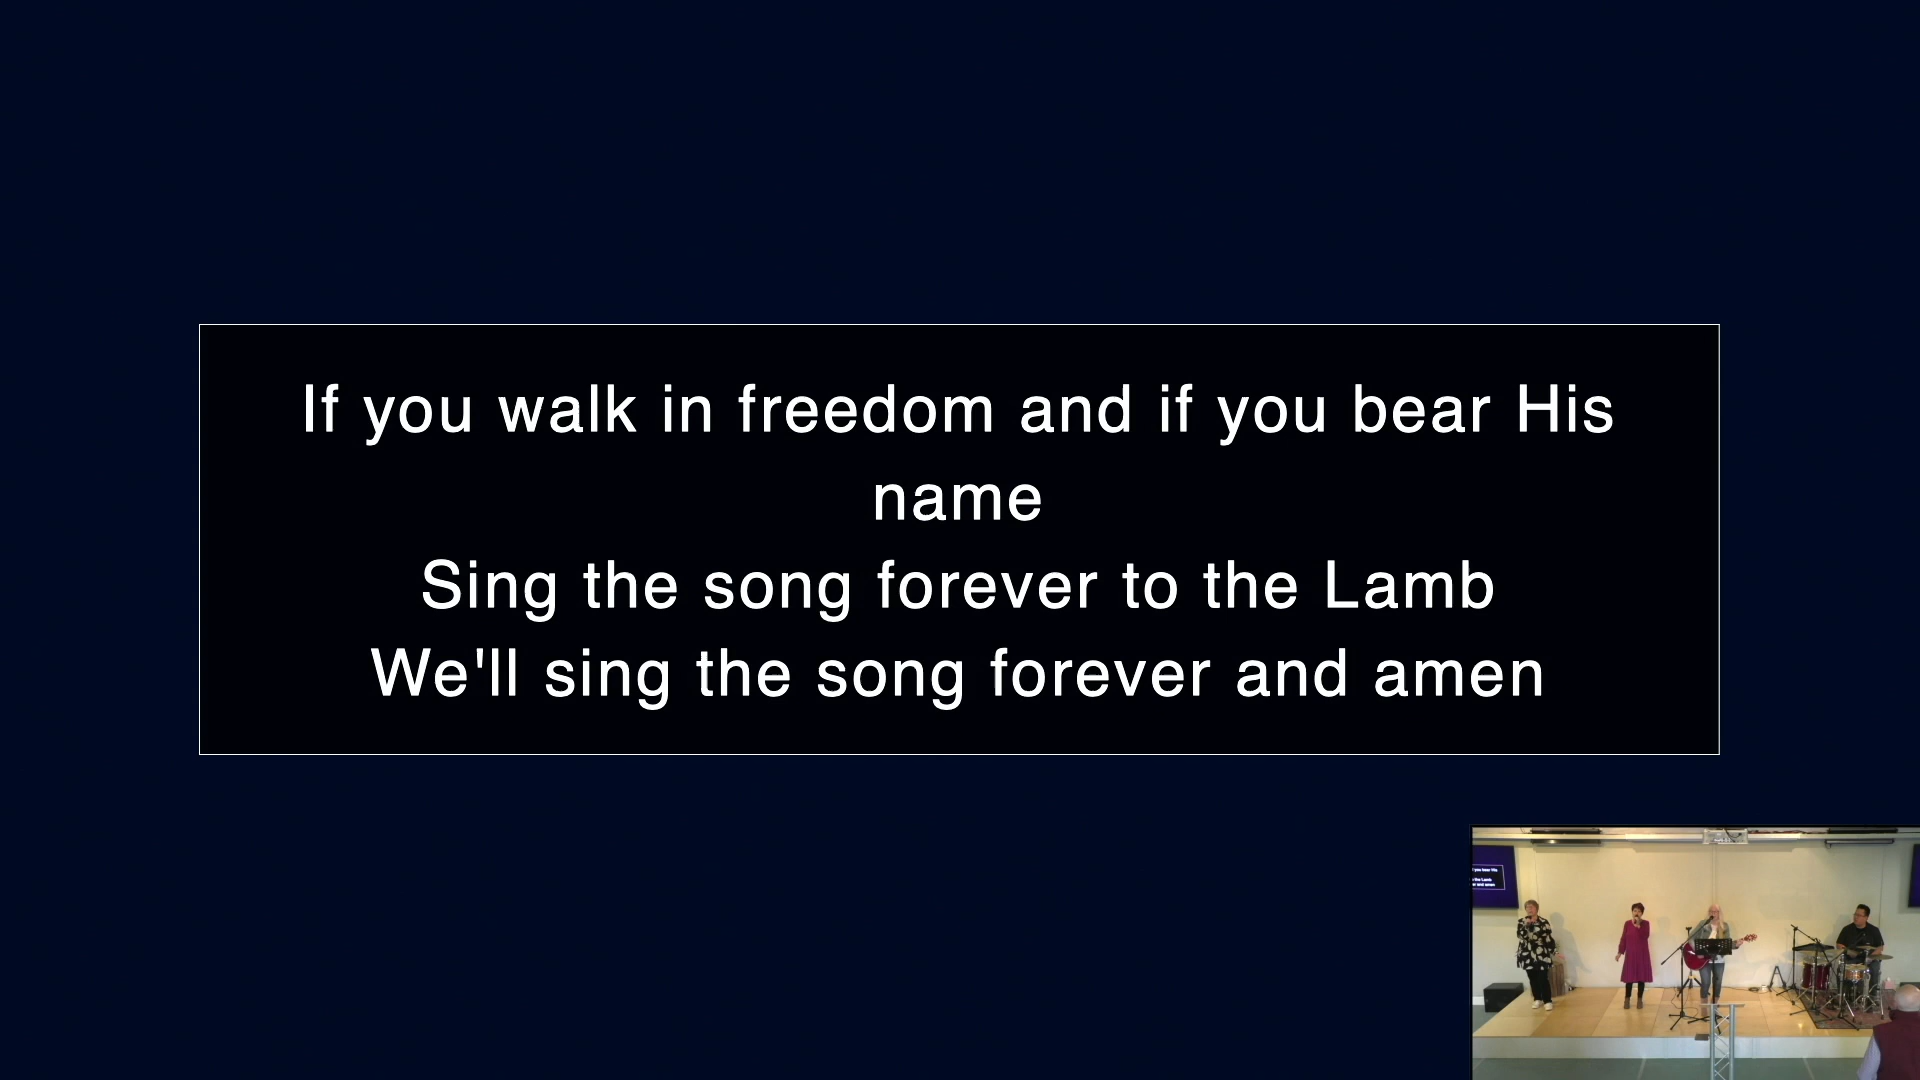 If you walk in freedom and if you bear His
name
Sing the song forever to the Lamb
We'll sing the song forever and amen